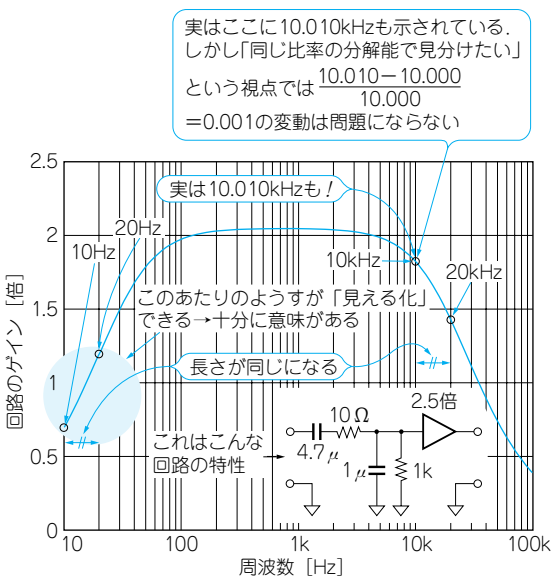 実はここに10.010kHzも示されている.
しかし「同じ比率の分解能で見分けたい」
という視点では 10.010－10.000
10.000
＝0.001の変動は問題にならない
2.5
2
1.5
1
0.5
0
回路のゲイン［倍］
実は10.010kHzも！
20Hz
10Hz
10kHz
20kHz
このあたりのようすが「見える化」
できる→十分に意味がある
長さが同じになる
これはこんな
回路の特性
2.5倍
10Ω
4.7μ
1μ
1k
10
100
1k
10k
100k
周波数［Hz］